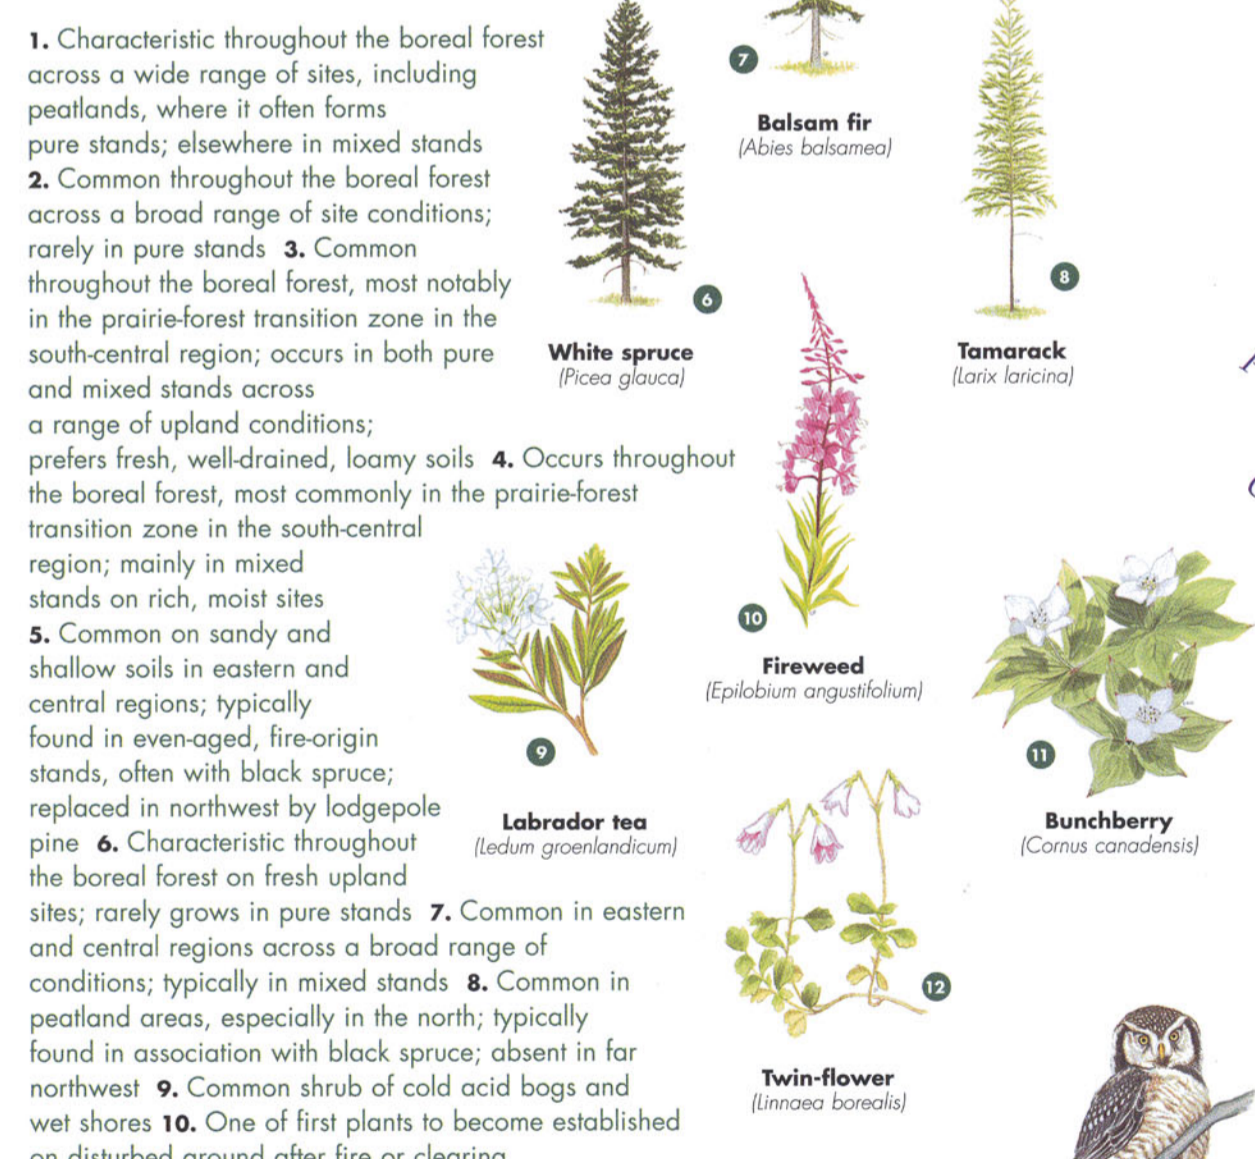 1. Characteristic throughout the boreal forest
across a wide range of sites, including
peatlands, where it often forms
pure stands; elsewhere in mixed stands
2. Common throughout the boreal forest
across a broad range of site conditions;
rarely in pure stands 3. Common
throughout the boreal forest, most notably
in the prairie-forest transition zone in the
south-central region; occurs in both pure
and mixed stands across
a range of upland conditions;
prefers fresh, well-drained, loamy soils 4. Occurs throughout
the boreal forest, most commonly in the prairie-forest
transition zone in the south-central
region; mainly in mixed
stands on rich, moist sites
5. Common on sandy and
shallow soils in eastern and
central regions; typically
found in even-aged, fire-origin
stands, often with black spruce;
replaced in northwest by lodgepole
pine 6. Characteristic throughout
the boreal forest on fresh upland
sites; rarely grows in pure stands 7. Common in eastern
and central regions across a broad range of
conditions; typically in mixed stands 8. Common in
peatland areas, especially in the north; typically
found in association with black spruce; absent in far
northwest 9. Common shrub of cold acid bogs and
wet shores 10. One of first plants to become established
on disturbed ground after fire or clearing
7
Balsam fir
(Abies balsamea)
6
White spruce
(Picea glauca)
8
Tamarack
(Larix laricina)
10
Fireweed
(Epilobium angustifolium)
9
Labrador tea
(Ledum groenlandicum)
11
Bunchberry
(Cornus canadensis)
12
Twin-flower
(Linnaea borealis)